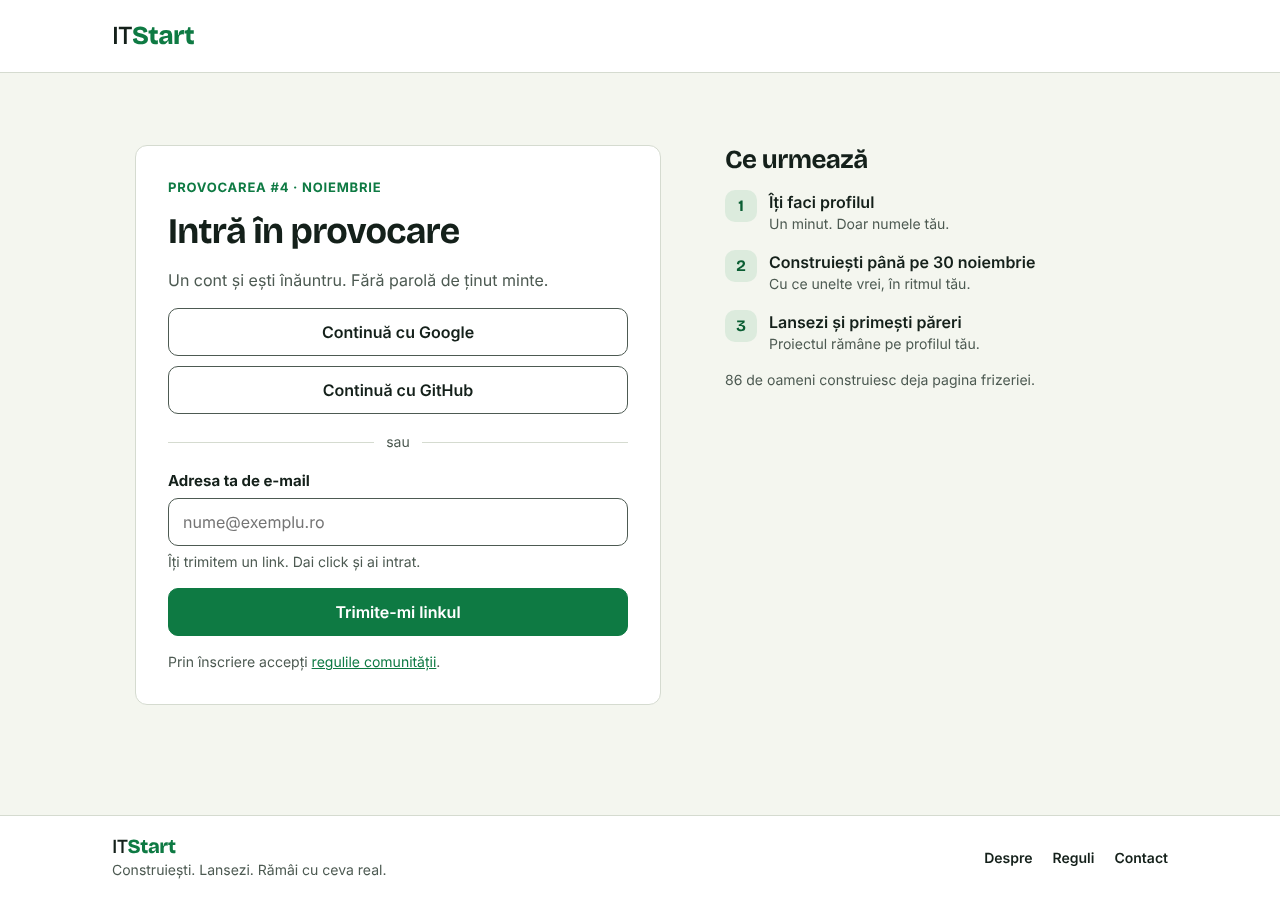 ITStart
PROVOCAREA #4 · NOIEMBRIE
Intră în provocare
Un cont și ești înăuntru. Fără parolă de ținut minte.
Continuă cu Google
Continuă cu GitHub
sau
Adresa ta de e-mail
nume@exemplu.ro
Îți trimitem un link. Dai click și ai intrat.
Trimite-mi linkul
Prin înscriere accepți regulile comunității.
Ce urmează
1
Îți faci profilul
Un minut. Doar numele tău.
2
Construiești până pe 30 noiembrie
Cu ce unelte vrei, în ritmul tău.
3
Lansezi și primești păreri
Proiectul rămâne pe profilul tău.
86 de oameni construiesc deja pagina frizeriei.
ITStart
Construiești. Lansezi. Rămâi cu ceva real.
Despre Reguli Contact